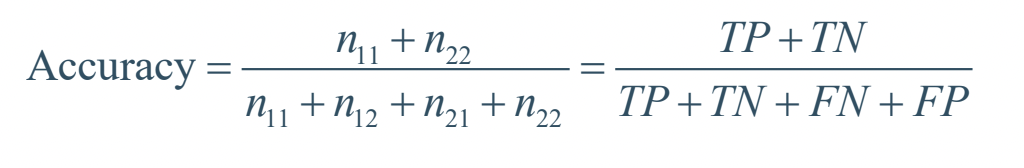 Accuracy = (n₁₁ + n₂₂) / (n₁₁ + n₁₂ + n₂₁ + n₂₂) = (TP + TN) / (TP + TN + FN + FP)